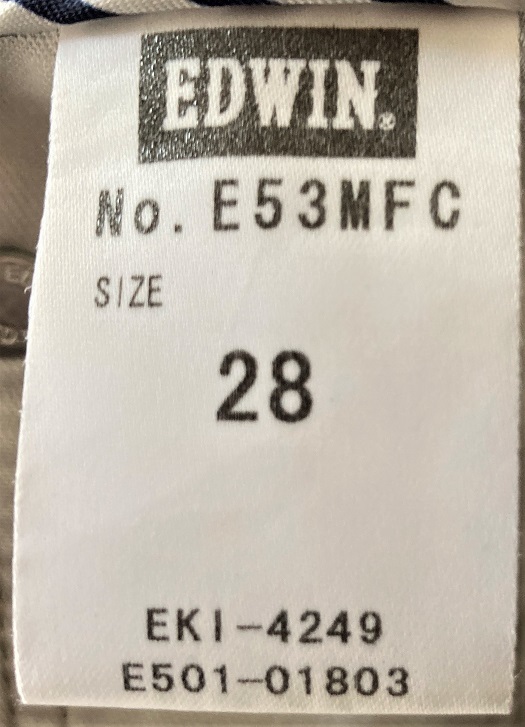 EDWIN®
No. E53MFC
SIZE
28
EKI-4249
E501-01803